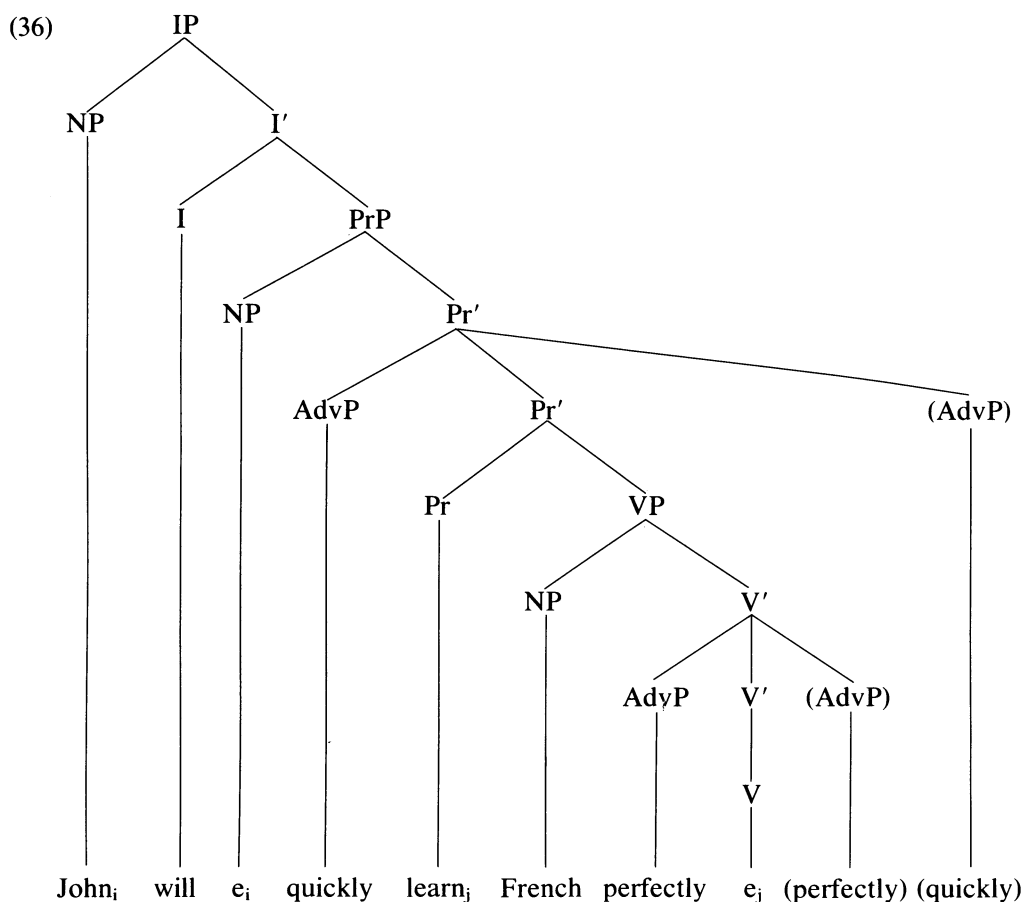 (36) IP
NP I′
I PrP
NP Pr′
AdvP Pr′ (AdvP)
Pr VP
NP V′
AdvP V′ (AdvP)
V
Johnᵢ will eᵢ quickly learnⱼ French perfectly eⱼ (perfectly) (quickly)